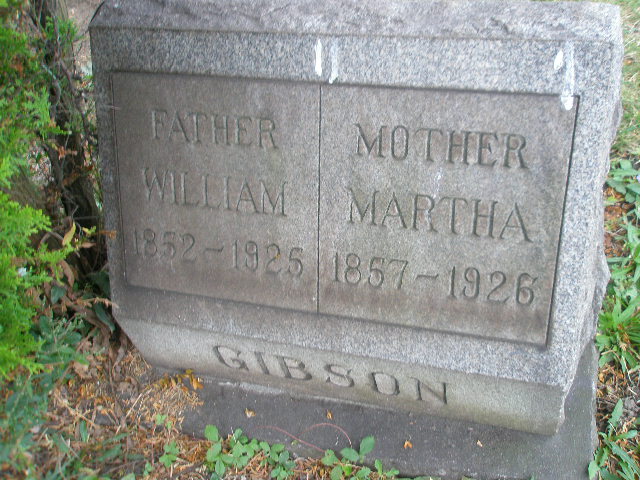 FATHER
WILLIAM
1852-1925
MOTHER
MARTHA
1857-1926
GIBSON